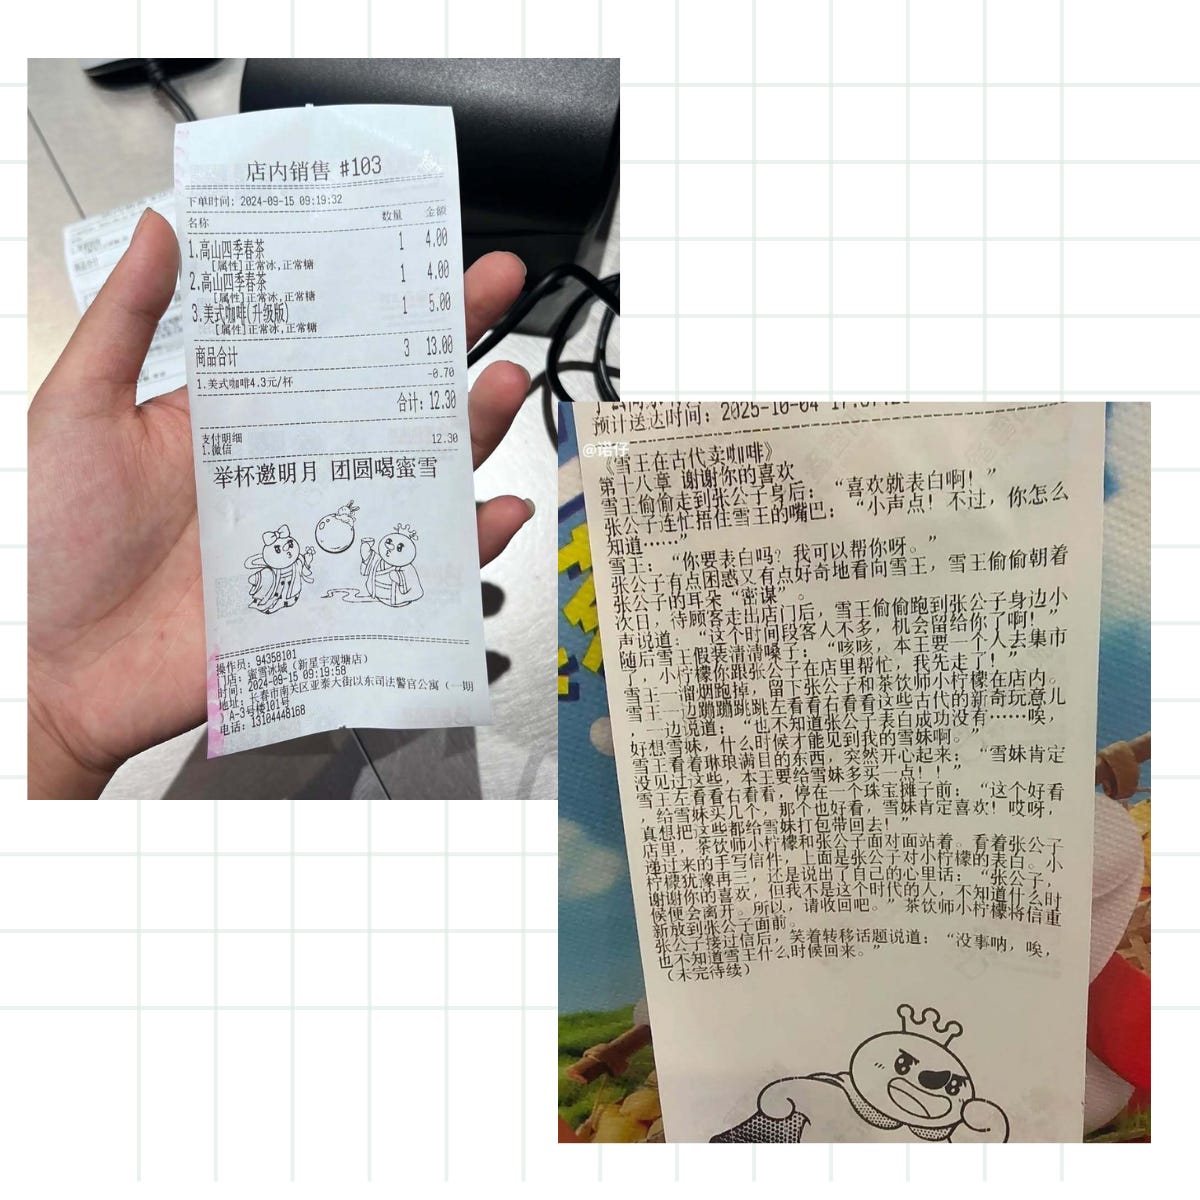 店内销售 #103
下单时间: 2024-09-15 09:19:32
名称 数量 金额
1.高山四季春茶 1 4.00
[属性]正常冰,正常糖
2.高山四季春茶 1 4.00
[属性]正常冰,正常糖
3.美式咖啡(升级版) 1 5.00
[属性]正常冰,正常糖
商品合计 3 13.00
1.美式咖啡4.3元/杯 -0.70
合计: 12.30
支付明细
1.微信 12.30
举杯邀明月 团圆喝蜜雪
操作员: 94358101
门店: 蜜雪冰城（新星宇观塘店）
时间: 2024-09-15 09:19:58
地址: 长春市南关区亚泰大街以东司法警官公寓（一期
）A-3号楼101号
电话: 13104448168
预计送达时间: 2025-10-04
@诺仔
《雪王在古代卖咖啡》
第十八章 谢谢你的喜欢
雪王偷偷走到张公子身后：“喜欢就表白啊！”
张公子连忙捂住雪王的嘴巴：“小声点！不过，你怎么
知道……”
雪王：“你要表白吗？我可以帮你呀。”
张公子有点困惑又有点好奇地看向雪王，雪王偷偷朝着
张公子的耳朵“密谋”。
次日，待顾客走出店门后，雪王偷偷跑到张公子身边小
声说道：“这个时间段客人不多，机会留给你了啊！”
随后雪王假装清清嗓子：“咳咳，本王要一个人去集市
了，小柠檬你跟张公子在店里帮忙，我先走了！”
雪王一溜烟跑掉，留下张公子和茶饮师小柠檬在店内。
雪王一边蹦蹦跳跳左看看右看看这些古代的新奇玩意儿
，一边说道：“也不知道张公子表白成功没有……唉，
好想雪妹，什么时候才能见到我的雪妹啊。”
雪王看着琳琅满目的东西，突然开心起来：“雪妹肯定
没见过这些，本王要给雪妹多买一点！！”
雪王左看看右看看，停在一个珠宝摊子前：“这个好看
，给雪妹买几个，那个也好看，雪妹肯定喜欢！哎呀，
真想把这些都给雪妹打包带回去！”
店里，茶饮师小柠檬和张公子面对面站着。看着张公子
递过来的手写信件，上面是张公子对小柠檬的表白。小
柠檬犹豫再三，还是说出了自己的心里话：“张公子，
谢谢你的喜欢，但我不是这个时代的人，不知道什么时
候便会离开。所以，请收回吧。”茶饮师小柠檬将信重
新放到张公子面前。
张公子接过信后，笑着转移话题说道：“没事呐，唉，
也不知道雪王什么时候回来。”
（未完待续）